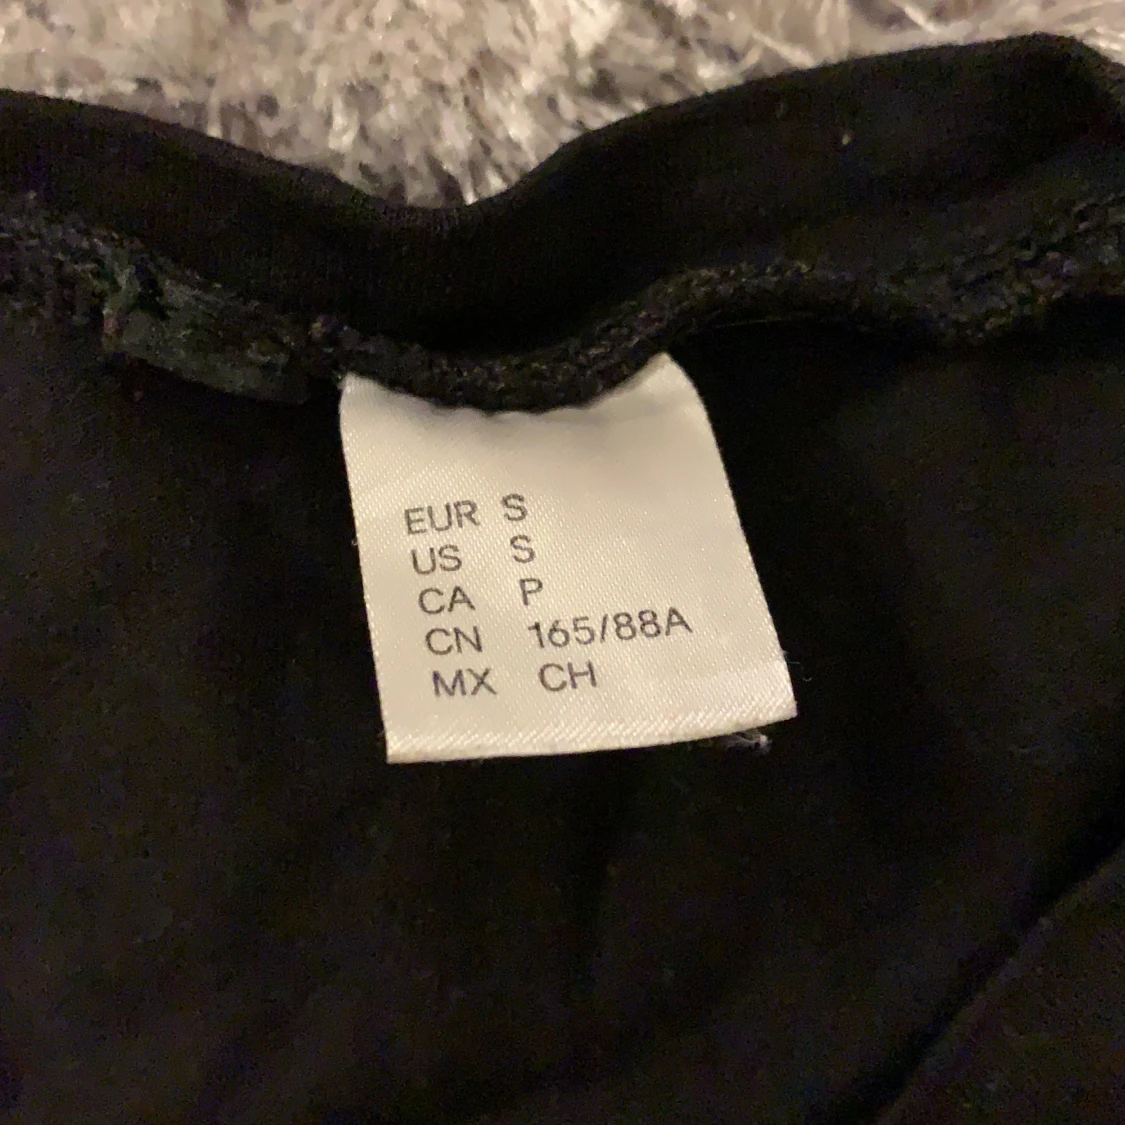 EUR S
US S
CA P
CN 165/88A
MX CH